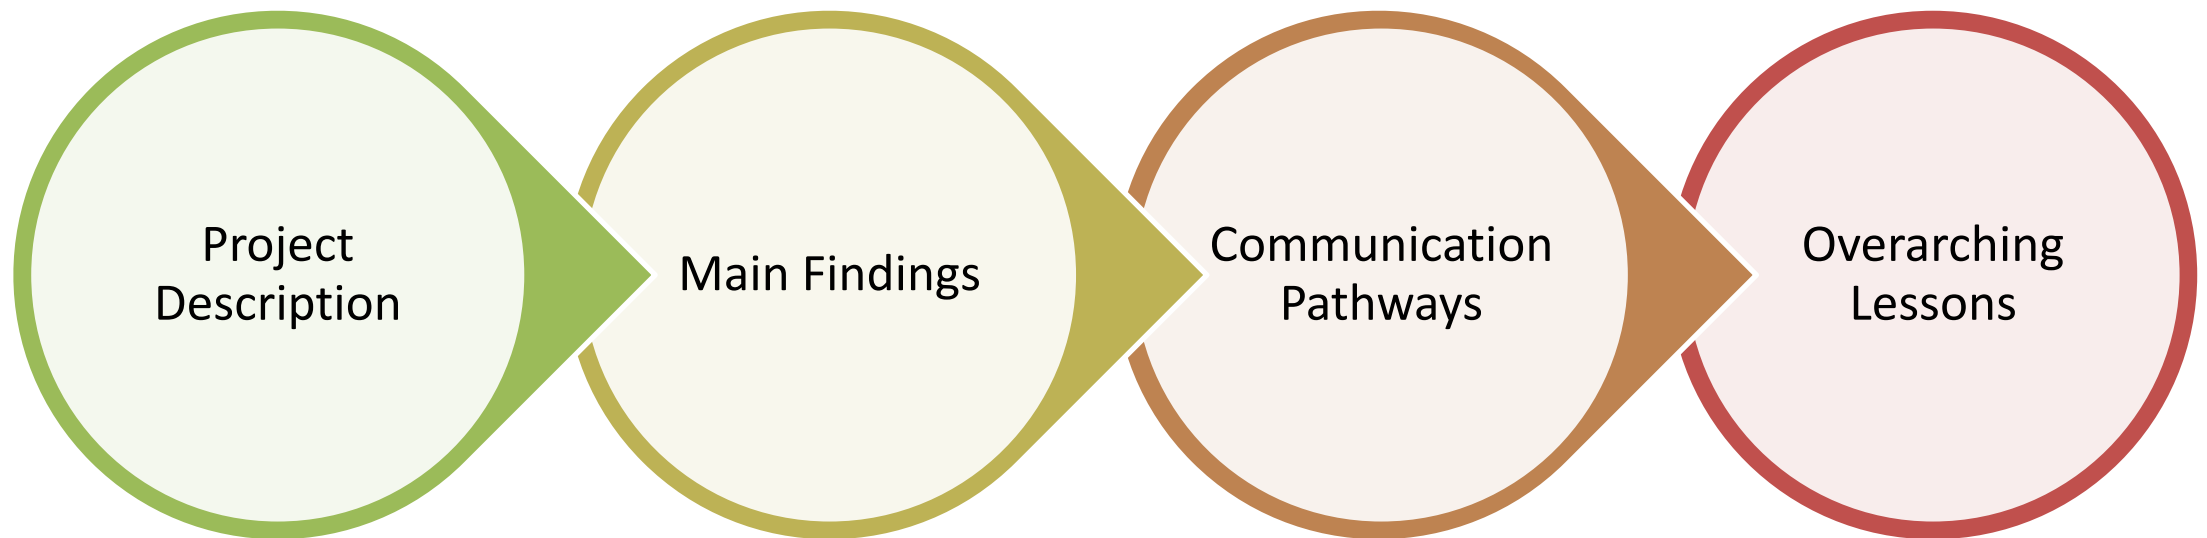 Project
Description
Main Findings
Communication
Pathways
Overarching
Lessons